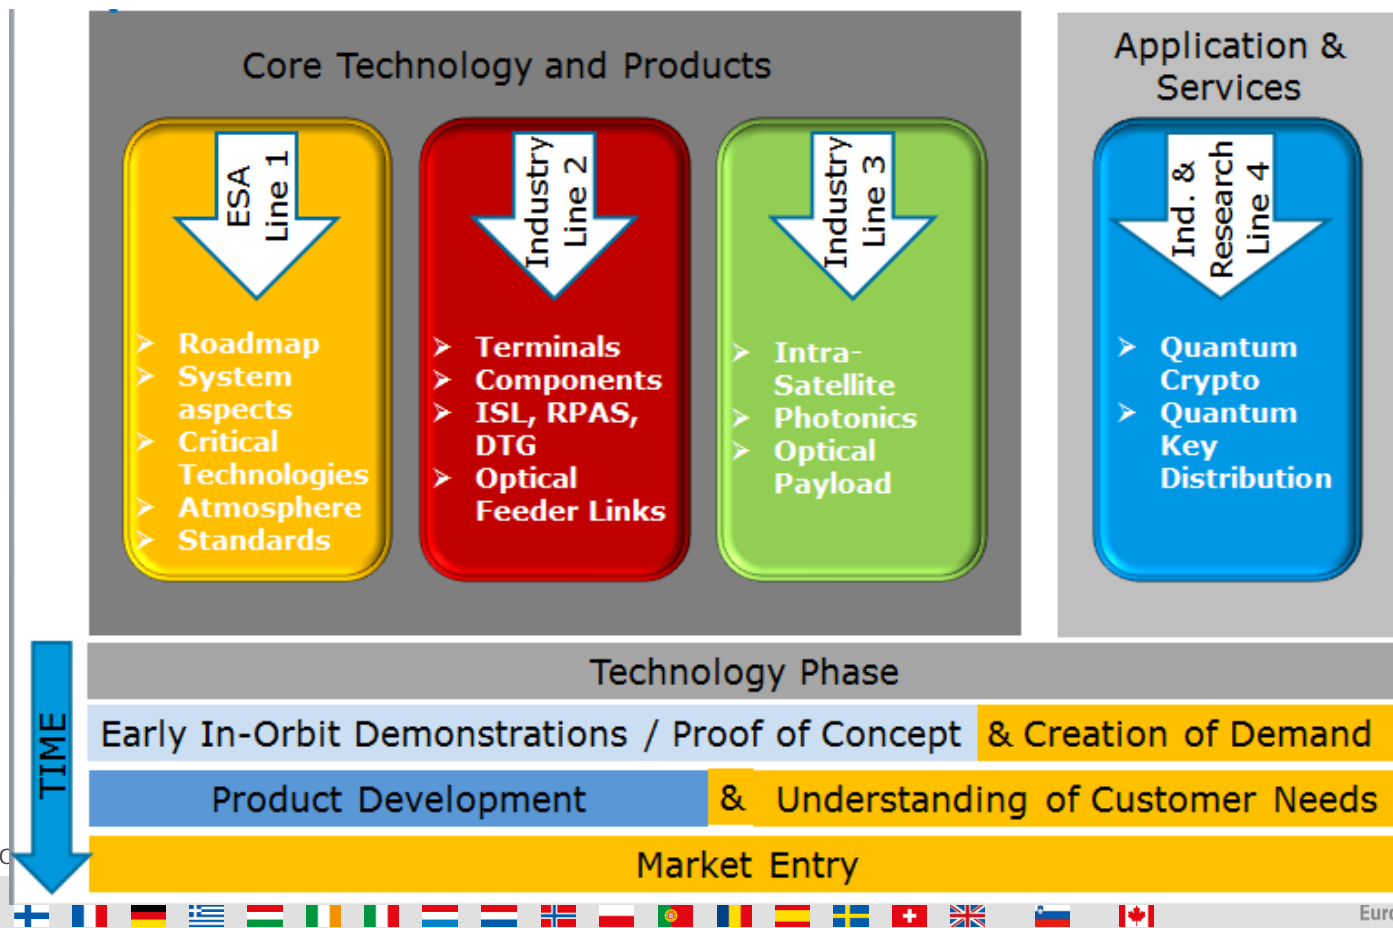 Core Technology and Products
Application &
Services
ESA
Line 1
Industry
Line 2
Industry
Line 3
Ind. &
Research
Line 4
Roadmap
System
aspects
Critical
Technologies
Atmosphere
Standards
Terminals
Components
ISL, RPAS,
DTG
Optical
Feeder Links
Intra-
Satellite
Photonics
Optical
Payload
Quantum
Crypto
Quantum
Key
Distribution
TIME
Technology Phase
Early In-Orbit Demonstrations / Proof of Concept & Creation of Demand
Product Development & Understanding of Customer Needs
Market Entry